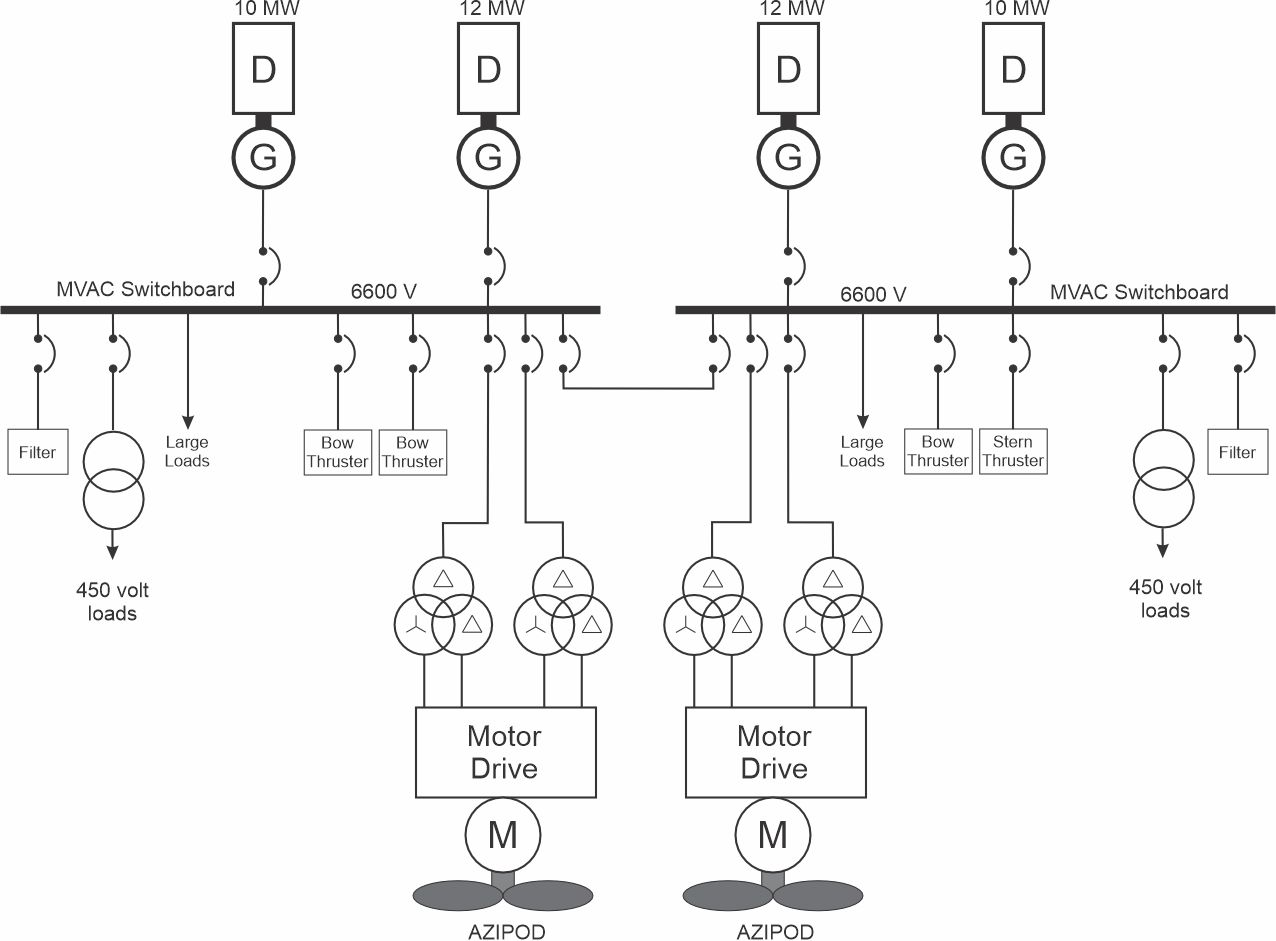 10 MW
12 MW
12 MW
10 MW
D
D
D
D
G
G
G
G
MVAC Switchboard
6600 V
6600 V
MVAC Switchboard
Filter
Large
Loads
Bow
Thruster
Bow
Thruster
Large
Loads
Bow
Thruster
Stern
Thruster
Filter
450 volt
loads
450 volt
loads
Motor
Drive
Motor
Drive
M
M
AZIPOD
AZIPOD